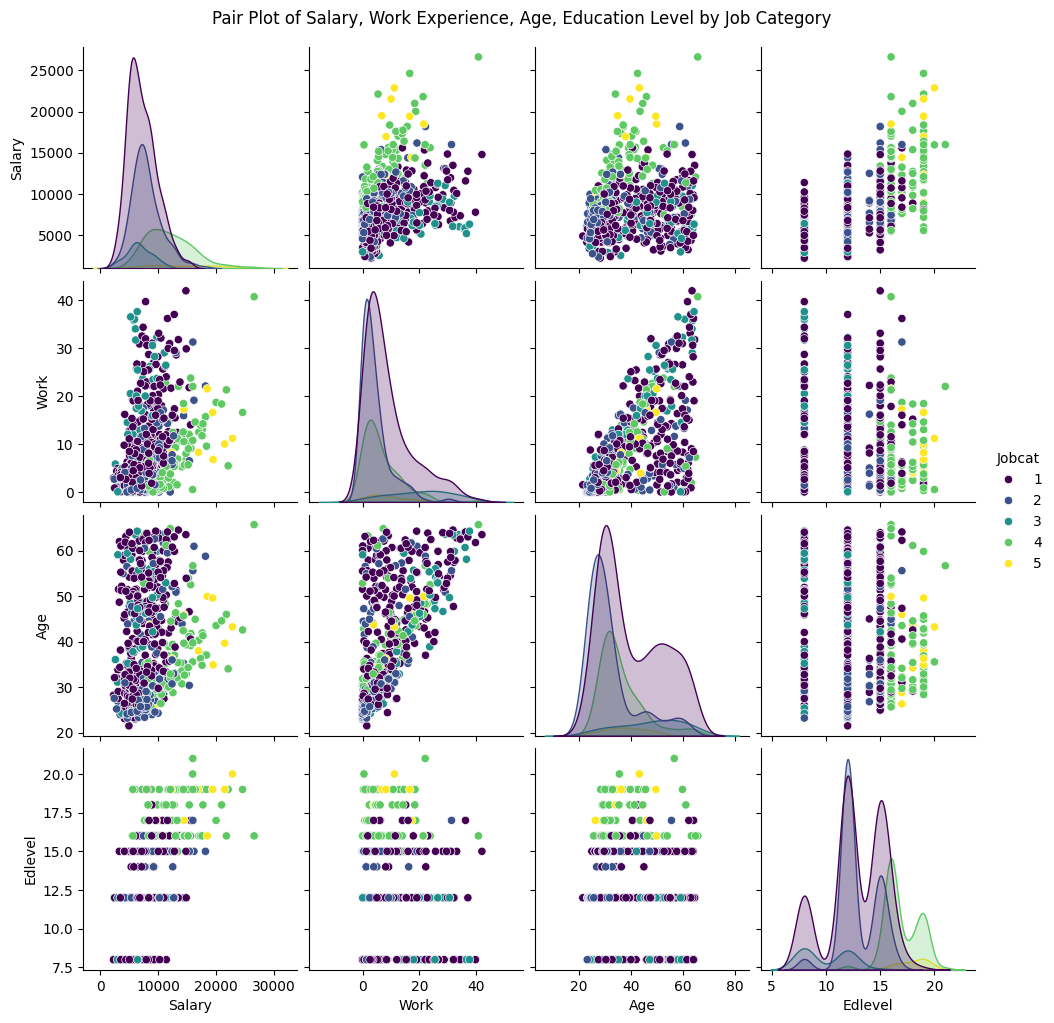 Pair Plot of Salary, Work Experience, Age, Education Level by Job Category
25000
20000
15000
10000
5000
Salary
40
30
20
10
0
Work
60
50
40
30
20
Age
20.0
17.5
15.0
12.5
10.0
7.5
Edlevel
0 10000 20000 30000
Salary
0 20 40
Work
20 40 60 80
Age
5 10 15 20
Edlevel
Jobcat
1
2
3
4
5